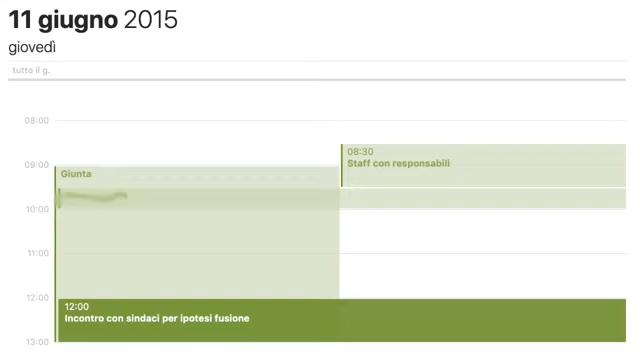 11 giugno 2015
giovedì
tutto il g.
08:00
08:30
Staff con responsabili
09:00
Giunta
10:00
11:00
12:00
12:00
Incontro con sindaci per ipotesi fusione
13:00